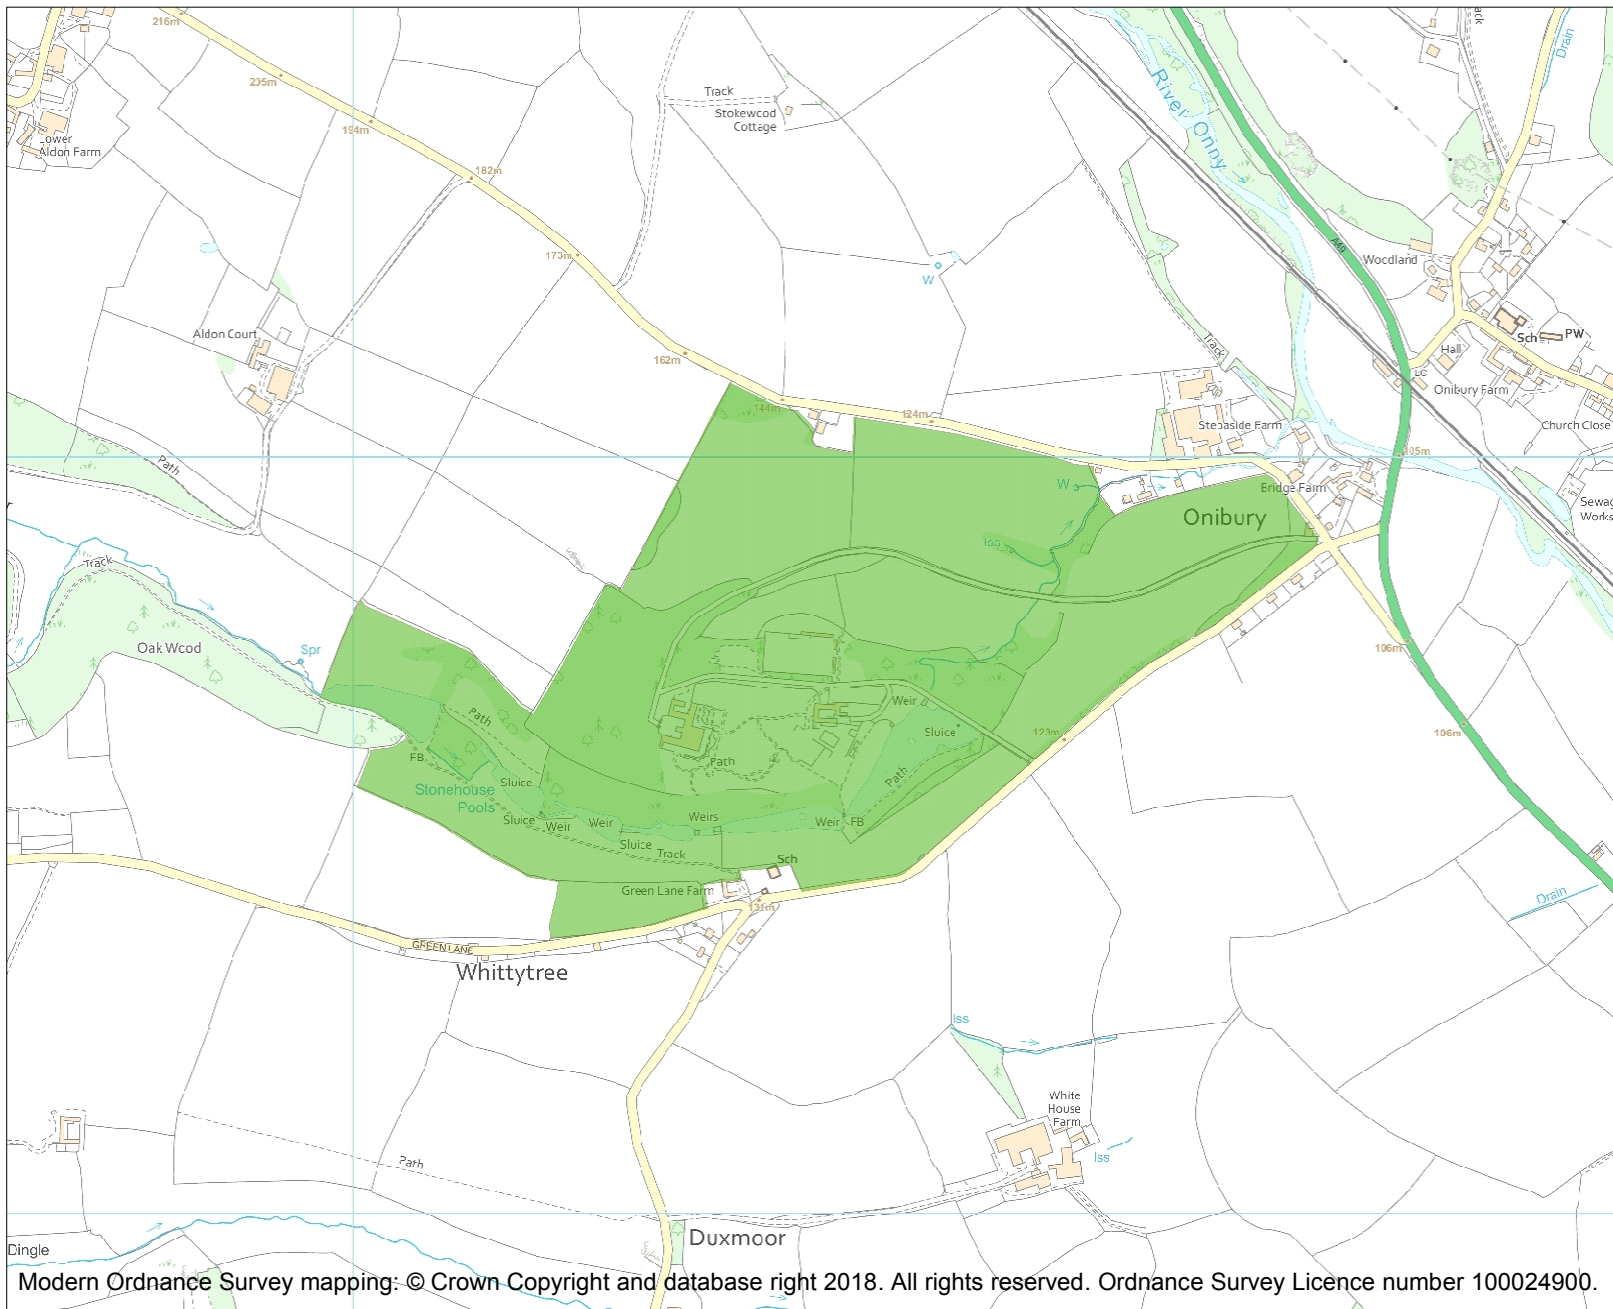 216m
Track
Drain
205m
River Onny
Track
Stokewood
Cottage
194m
Lower
Aldon Farm
182m
A49
173m
Woodland
W
Aldon Court
Sch
PW
Track
Hall
162m
LC
Onibury Farm
144m
124m
Stepaside Farm
Church Close
105m
Path
W
Bridge Farm
Onibury
Sewag
Works
Iss
Track
Oak Wood
Spr
106m
Weir
Path
Sluice
123m
106m
FB
Path
Path
Stonehouse
Pools
Sluice
Sluice
Weir
Weir
Weirs
Weir
FB
Sluice
Track
Sch
Green Lane Farm
131m
Drain
GREEN LANE
Whittytree
Iss
White
House
Farm
Iss
Path
Duxmoor
Dingle
Modern Ordnance Survey mapping: © Crown Copyright and database right 2018. All rights reserved. Ordnance Survey Licence number 100024900.